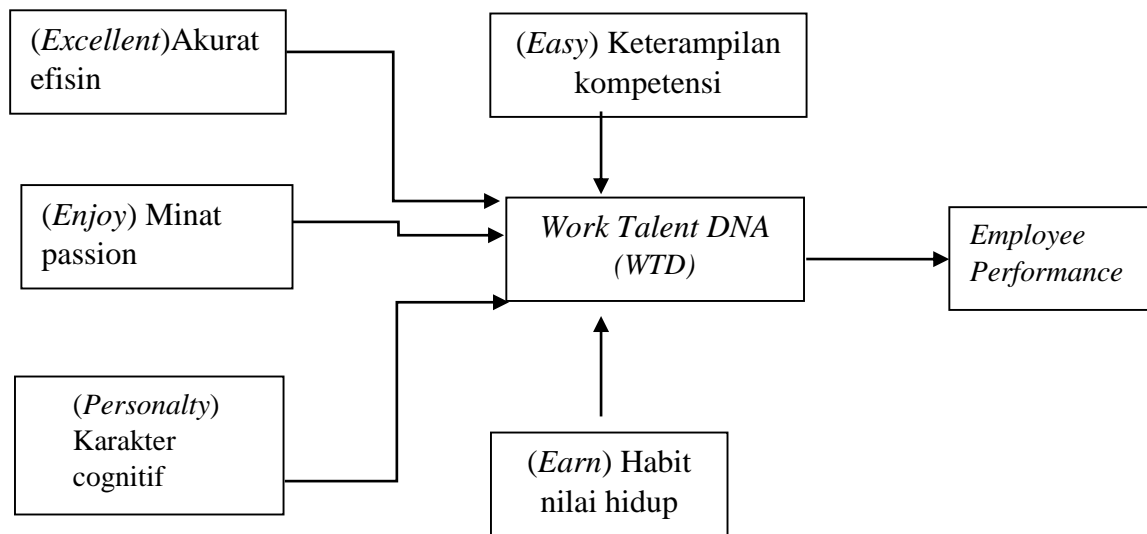 (Excellent)Akurat
efisin
(Easy) Keterampilan
kompetensi
(Enjoy) Minat
passion
Work Talent DNA
(WTD)
Employee
Performance
(Personalty)
Karakter
cognitif
(Earn) Habit
nilai hidup